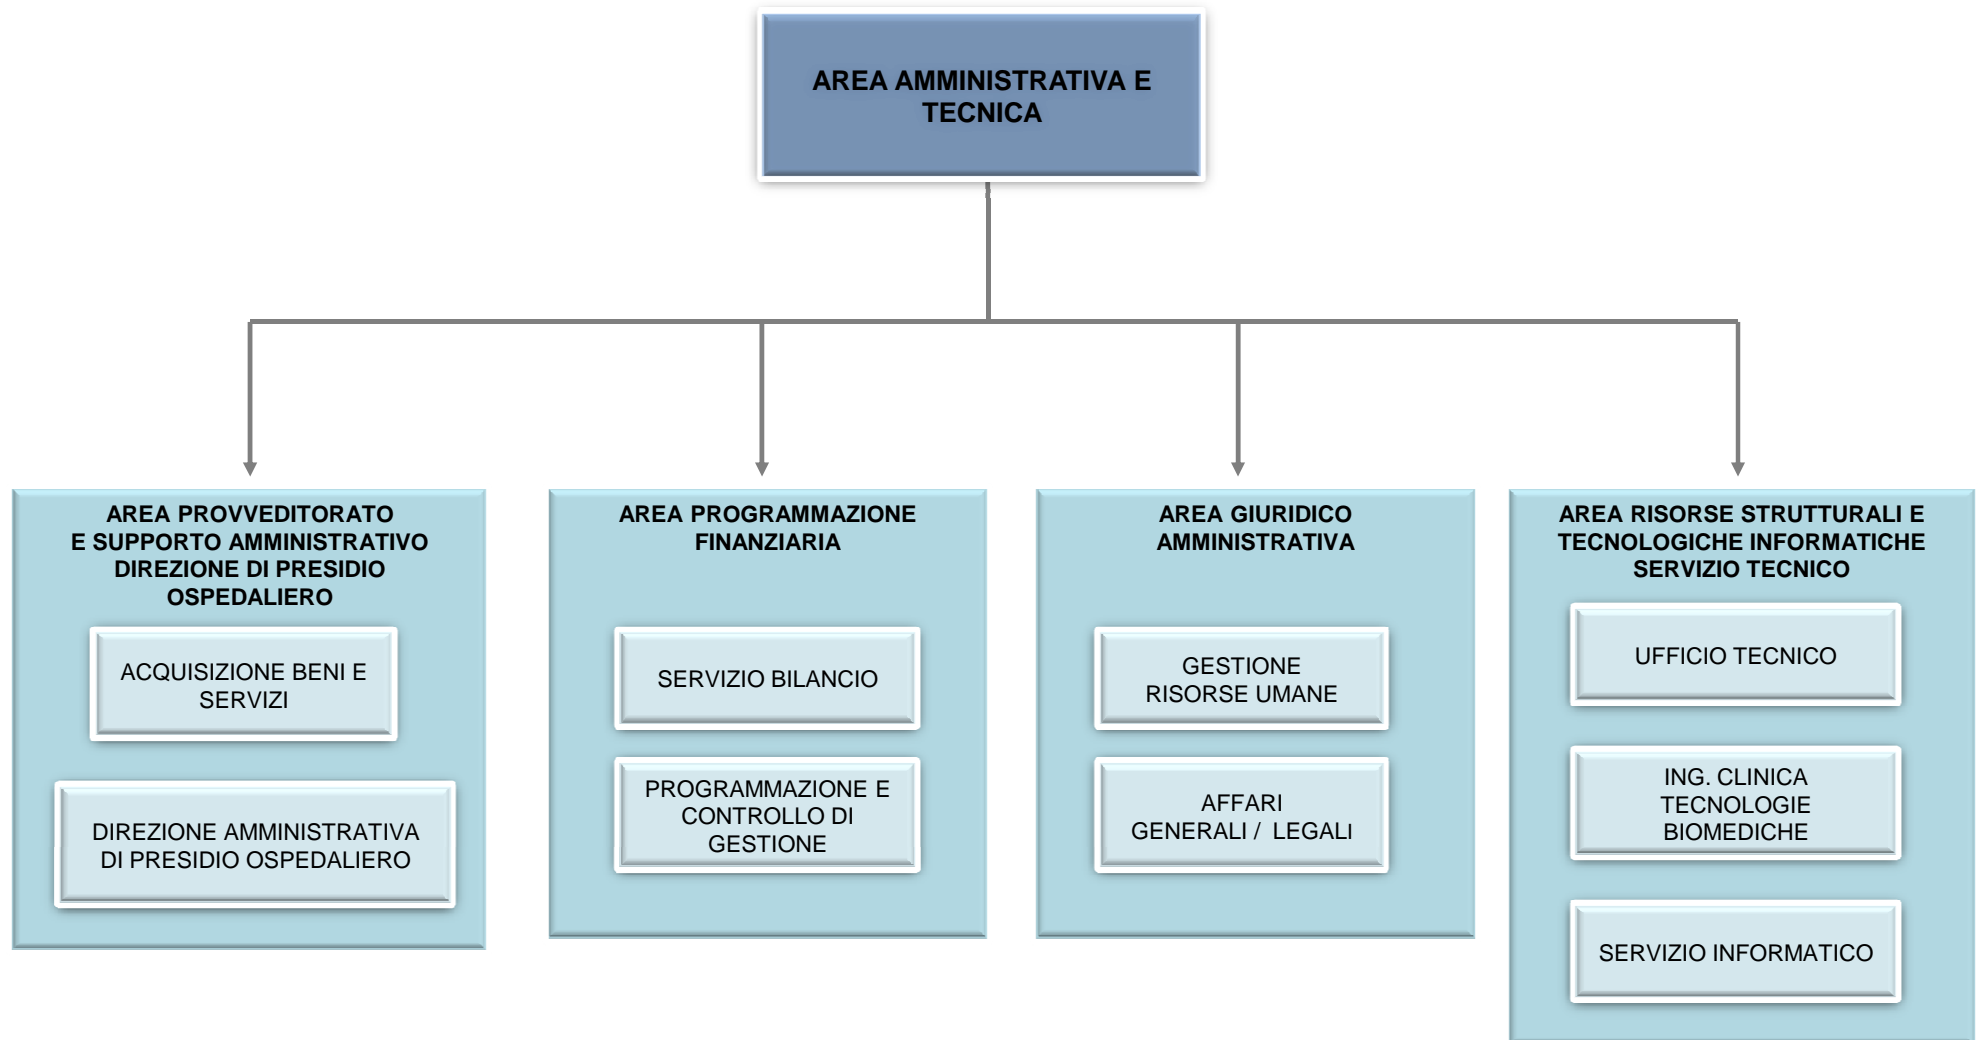 AREA AMMINISTRATIVA E
TECNICA
AREA PROVVEDITORATO
E SUPPORTO AMMINISTRATIVO
DIREZIONE DI PRESIDIO
OSPEDALIERO
ACQUISIZIONE BENI E
SERVIZI
DIREZIONE AMMINISTRATIVA
DI PRESIDIO OSPEDALIERO
AREA PROGRAMMAZIONE
FINANZIARIA
SERVIZIO BILANCIO
PROGRAMMAZIONE E
CONTROLLO DI
GESTIONE
AREA GIURIDICO
AMMINISTRATIVA
GESTIONE
RISORSE UMANE
AFFARI
GENERALI / LEGALI
AREA RISORSE STRUTTURALI E
TECNOLOGICHE INFORMATICHE
SERVIZIO TECNICO
UFFICIO TECNICO
ING. CLINICA
TECNOLOGIE
BIOMEDICHE
SERVIZIO INFORMATICO